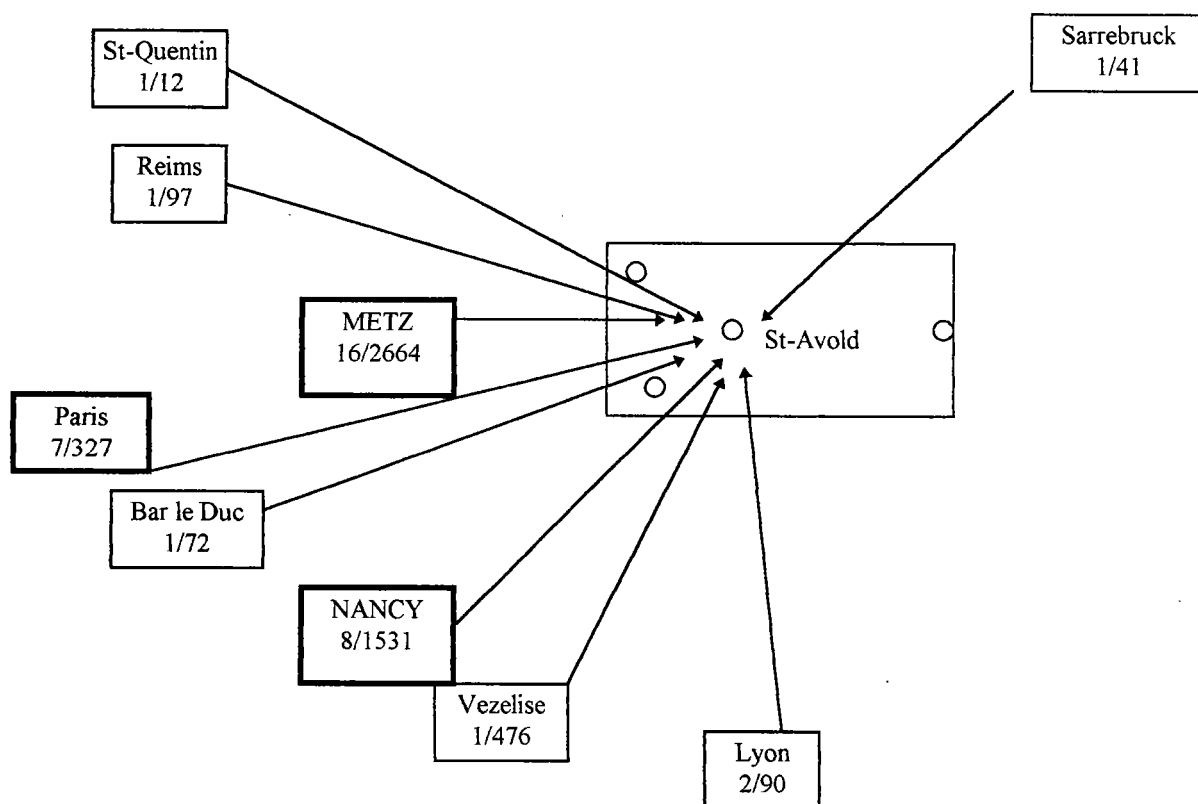 St-Quentin
1/12
Sarrebruck
1/41
Reims
1/97
METZ
16/2664
St-Avold
Paris
7/327
Bar le Duc
1/72
NANCY
8/1531
Vezelise
1/476
Lyon
2/90